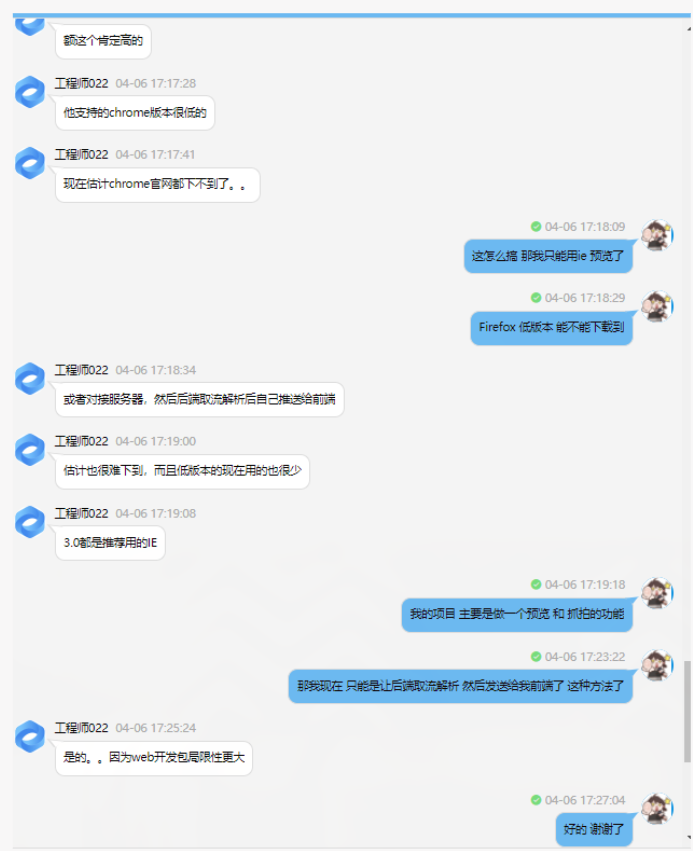 额这个肯定高的
工程师022 04-06 17:17:28
他支持的chrome版本很低的
工程师022 04-06 17:17:41
现在估计chrome官网都下不到了。。
04-06 17:18:09
这怎么搞 那我只能用ie 预览了
04-06 17:18:29
Firefox 低版本 能不能下载到
工程师022 04-06 17:18:34
或者对接服务器，然后后端取流解析后自己推送给前端
工程师022 04-06 17:19:00
估计也很难下到，而且低版本的现在用的也很少
工程师022 04-06 17:19:08
3.0都是推荐用的IE
04-06 17:19:18
我的项目 主要是做一个预览 和 抓拍的功能
04-06 17:23:22
那我现在 只能是让后端取流解析 然后发送给我前端了 这种方法了
工程师022 04-06 17:25:24
是的。。因为web开发包局限性更大
04-06 17:27:04
好的 谢谢了